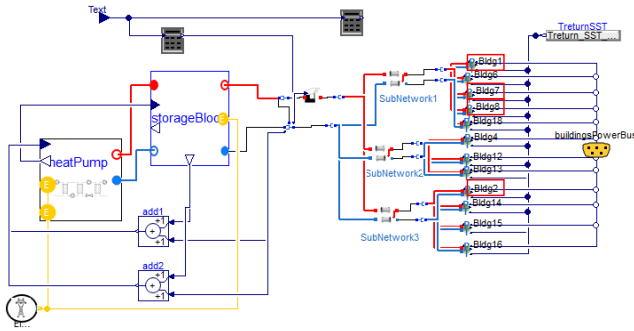 Text
TreturnSST
Treturn_SST_...
Bldg1
Bldg6
Bldg7
Bldg8
Bldg18
SubNetwork1
buildingsPowerBus
Bldg4
Bldg12
Bldg13
SubNetwork2
Bldg2
Bldg14
Bldg15
Bldg16
SubNetwork3
storageBloc
E
heatPump
E
E
add1
+1
+
+1
add2
+1
+
+1
El...